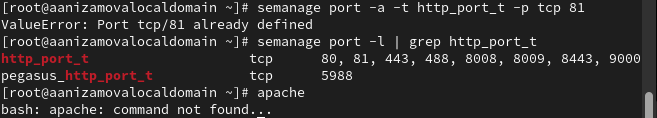 [root@aanizamovalocaldomain ~]# semanage port -a -t http_port_t -p tcp 81
ValueError: Port tcp/81 already defined
[root@aanizamovalocaldomain ~]# semanage port -l | grep http_port_t
http_port_t                    tcp      80, 81, 443, 488, 8008, 8009, 8443, 9000
pegasus_http_port_t            tcp      5988
[root@aanizamovalocaldomain ~]# apache
bash: apache: command not found...